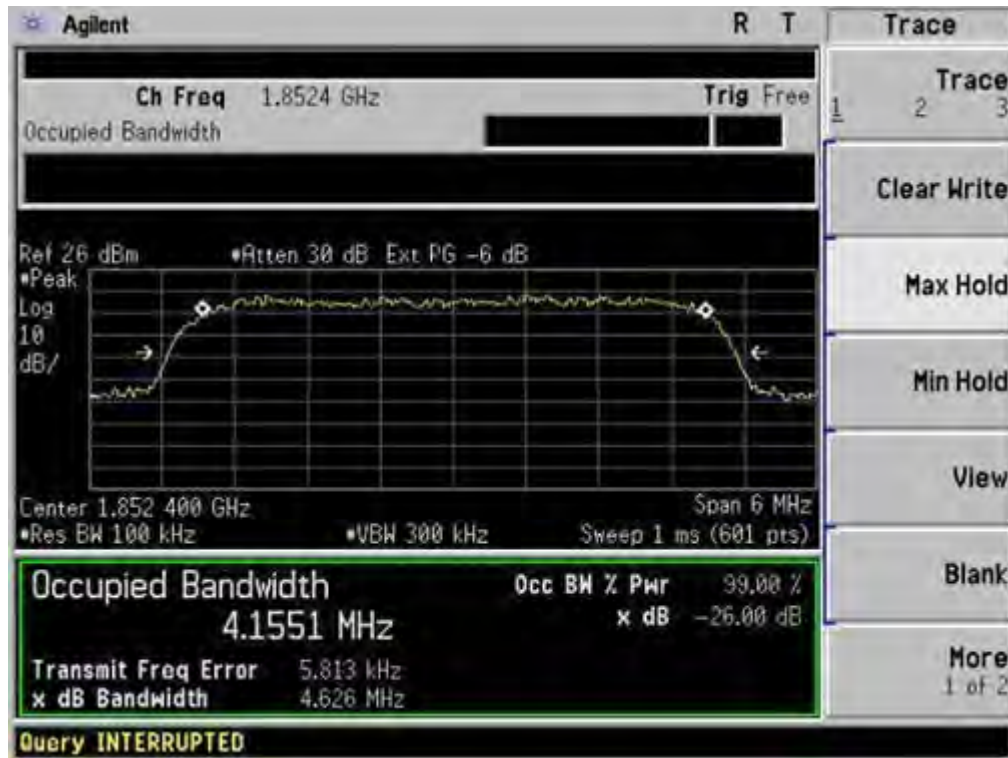 Agilent R T Trace
Ch Freq 1.8524 GHz Trig Free
Occupied Bandwidth
Trace
1 2 3
Clear Write
Max Hold
Min Hold
View
Blank
More
1 of 2
Ref 26 dBm •Atten 30 dB Ext PG -6 dB
•Peak
Log
10
dB/
Center 1.852 400 GHz Span 6 MHz
•Res BW 100 kHz •VBW 300 kHz Sweep 1 ms (601 pts)
Occupied Bandwidth
4.1551 MHz
Occ BW % Pwr 99.00 %
x dB -26.00 dB
Transmit Freq Error 5.813 kHz
x dB Bandwidth 4.626 MHz
Query INTERRUPTED